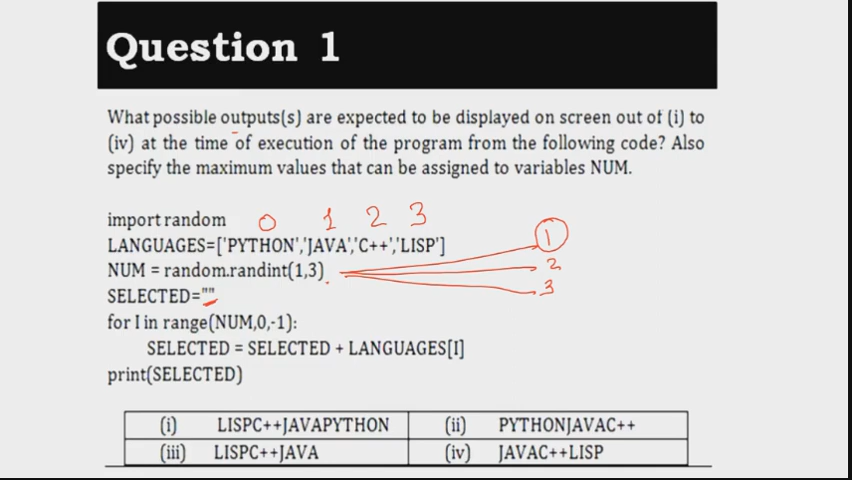 Question 1
What possible outputs(s) are expected to be displayed on screen out of (i) to
(iv) at the time of execution of the program from the following code? Also
specify the maximum values that can be assigned to variables NUM.
import random
0 1 2 3
LANGUAGES=['PYTHON','JAVA','C++','LISP']
1
NUM = random.randint(1,3)
2
3
SELECTED=""
for I in range(NUM,0,-1):
SELECTED = SELECTED + LANGUAGES[I]
print(SELECTED)
(i) LISPC++JAVAPYTHON (ii) PYTHONJAVAC++
(iii) LISPC++JAVA (iv) JAVAC++LISP